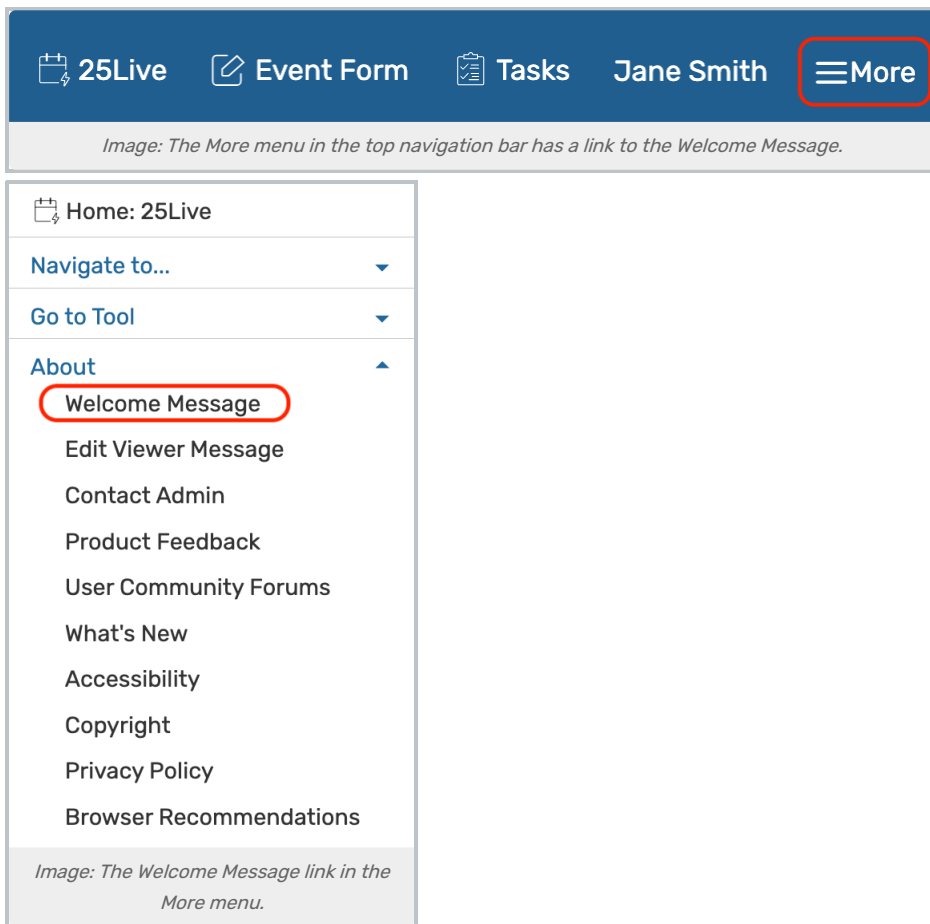 25Live Event Form Tasks Jane Smith More
Image: The More menu in the top navigation bar has a link to the Welcome Message.
Home: 25Live
Navigate to...
Go to Tool
About
Welcome Message
Edit Viewer Message
Contact Admin
Product Feedback
User Community Forums
What's New
Accessibility
Copyright
Privacy Policy
Browser Recommendations
Image: The Welcome Message link in the
More menu.